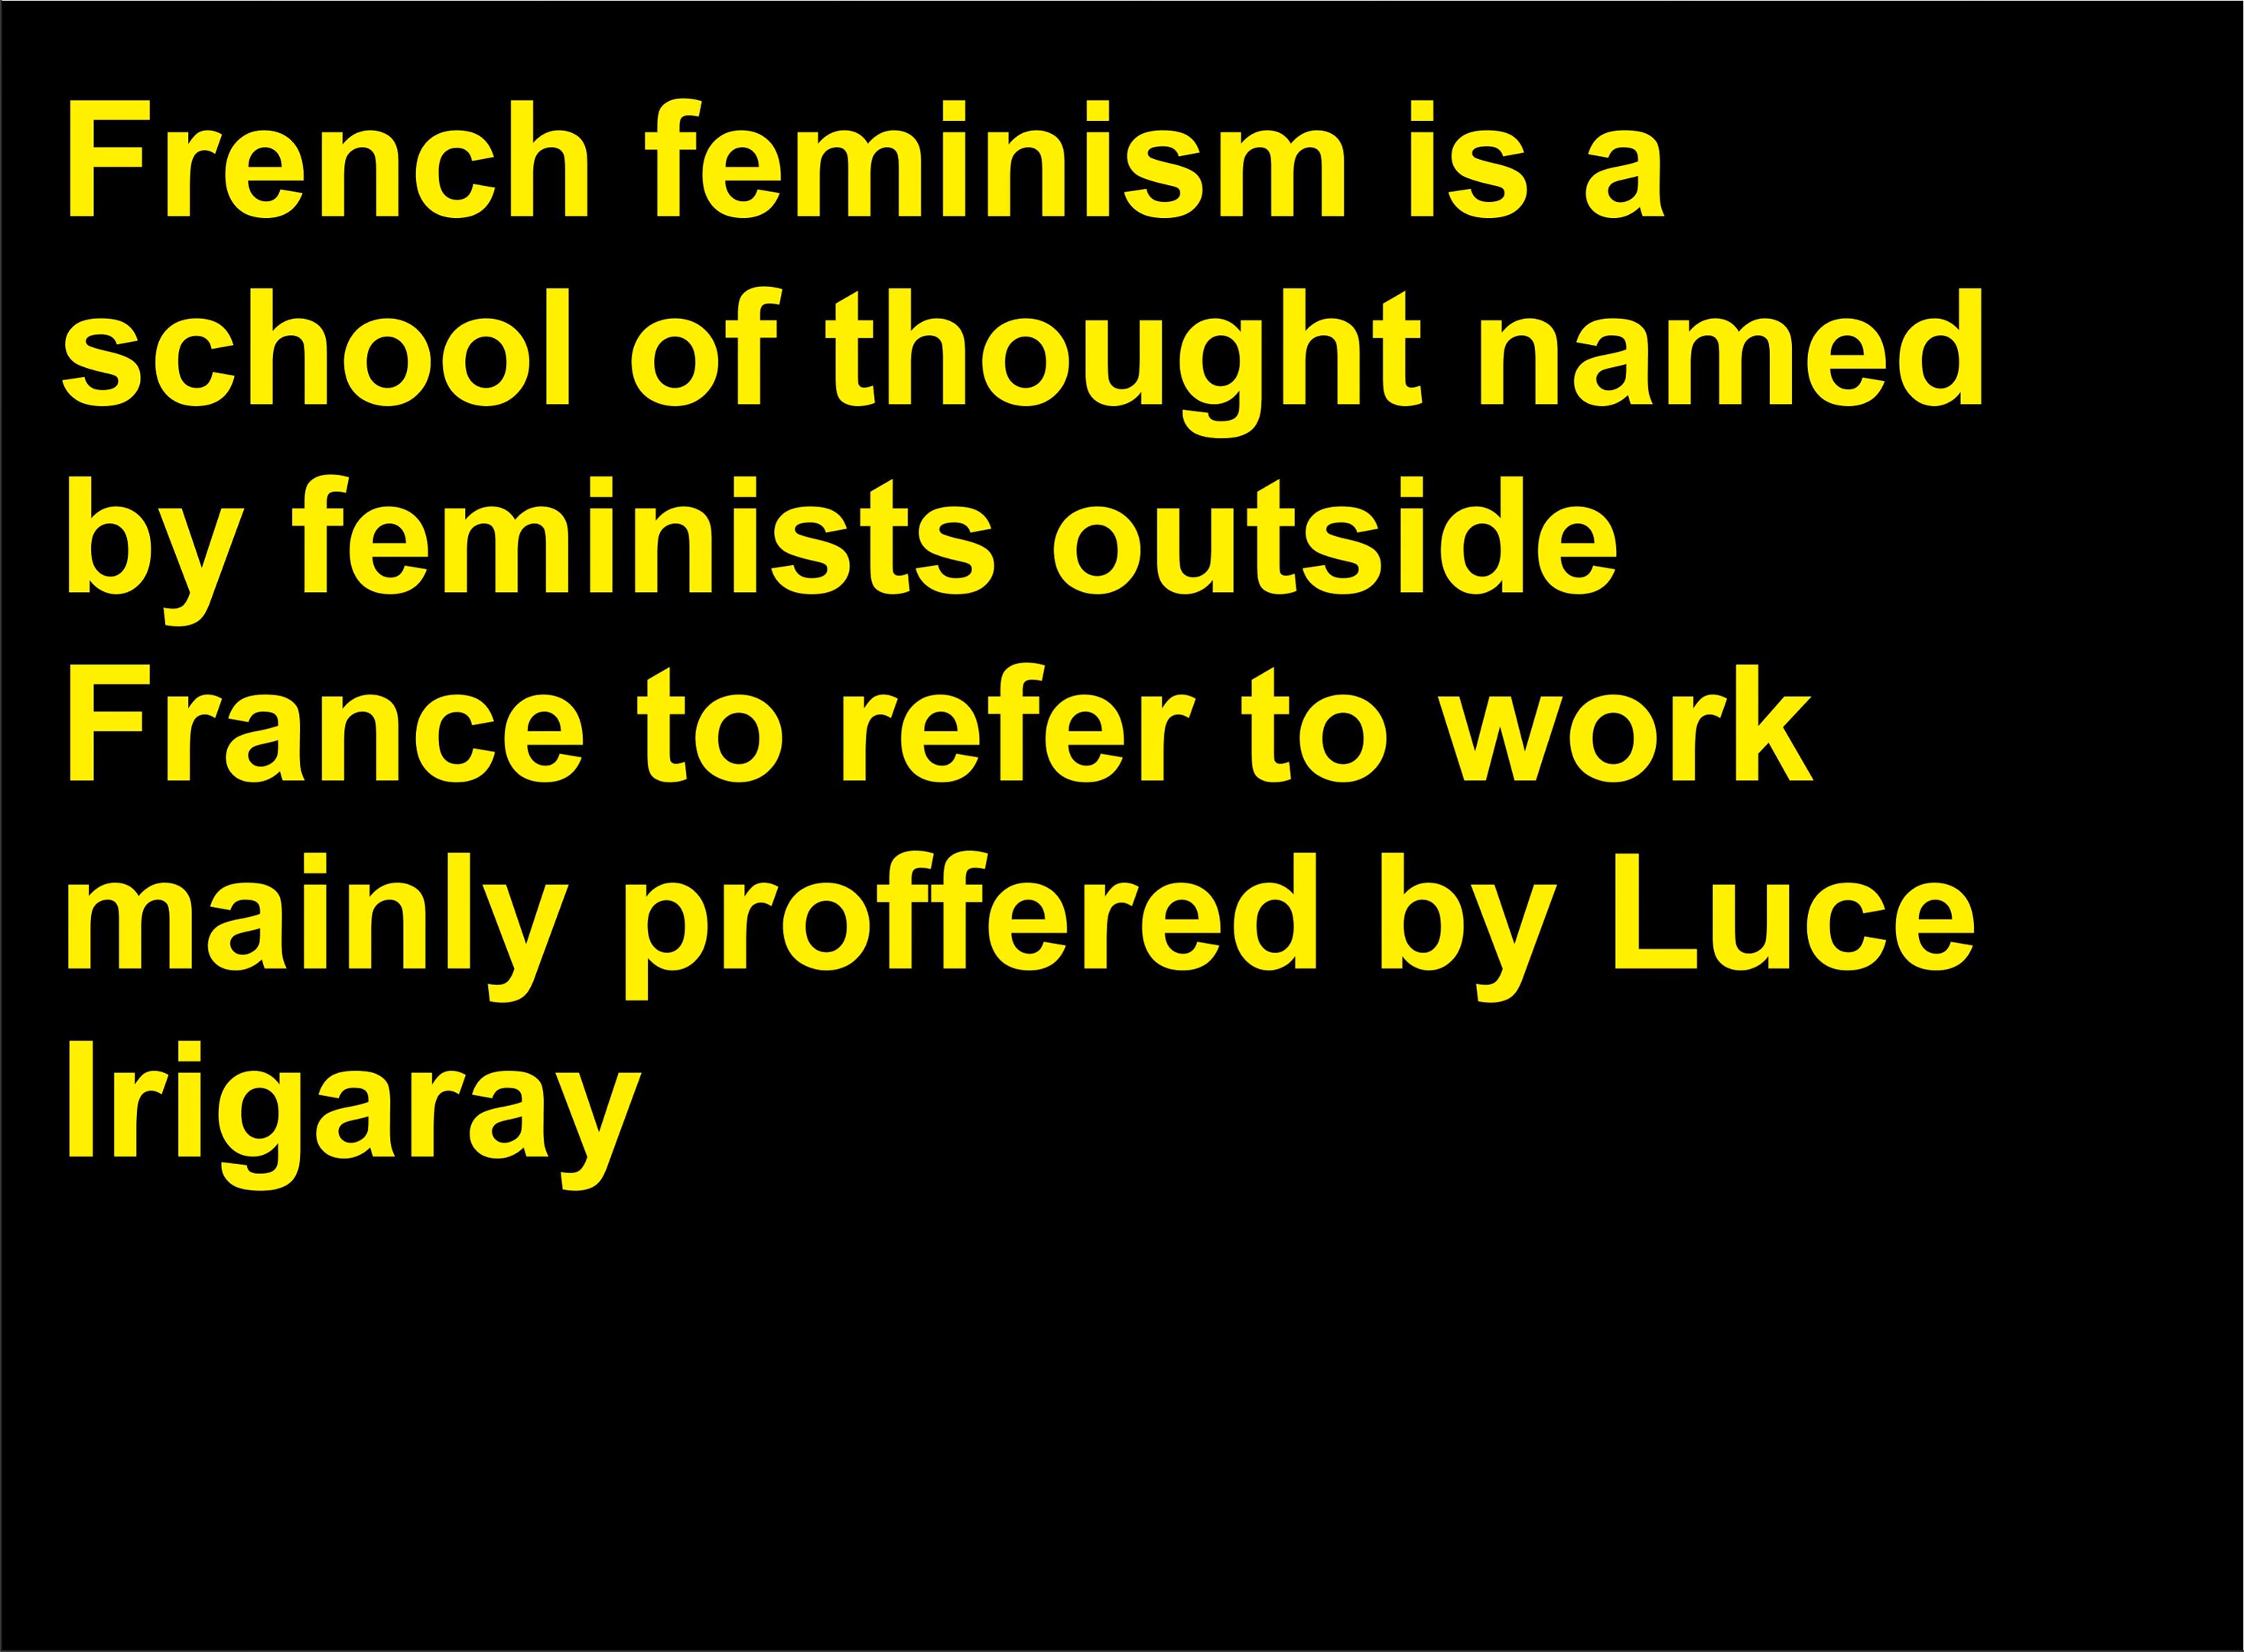 French feminism is a
school of thought named
by feminists outside
France to refer to work
mainly proffered by Luce
Irigaray